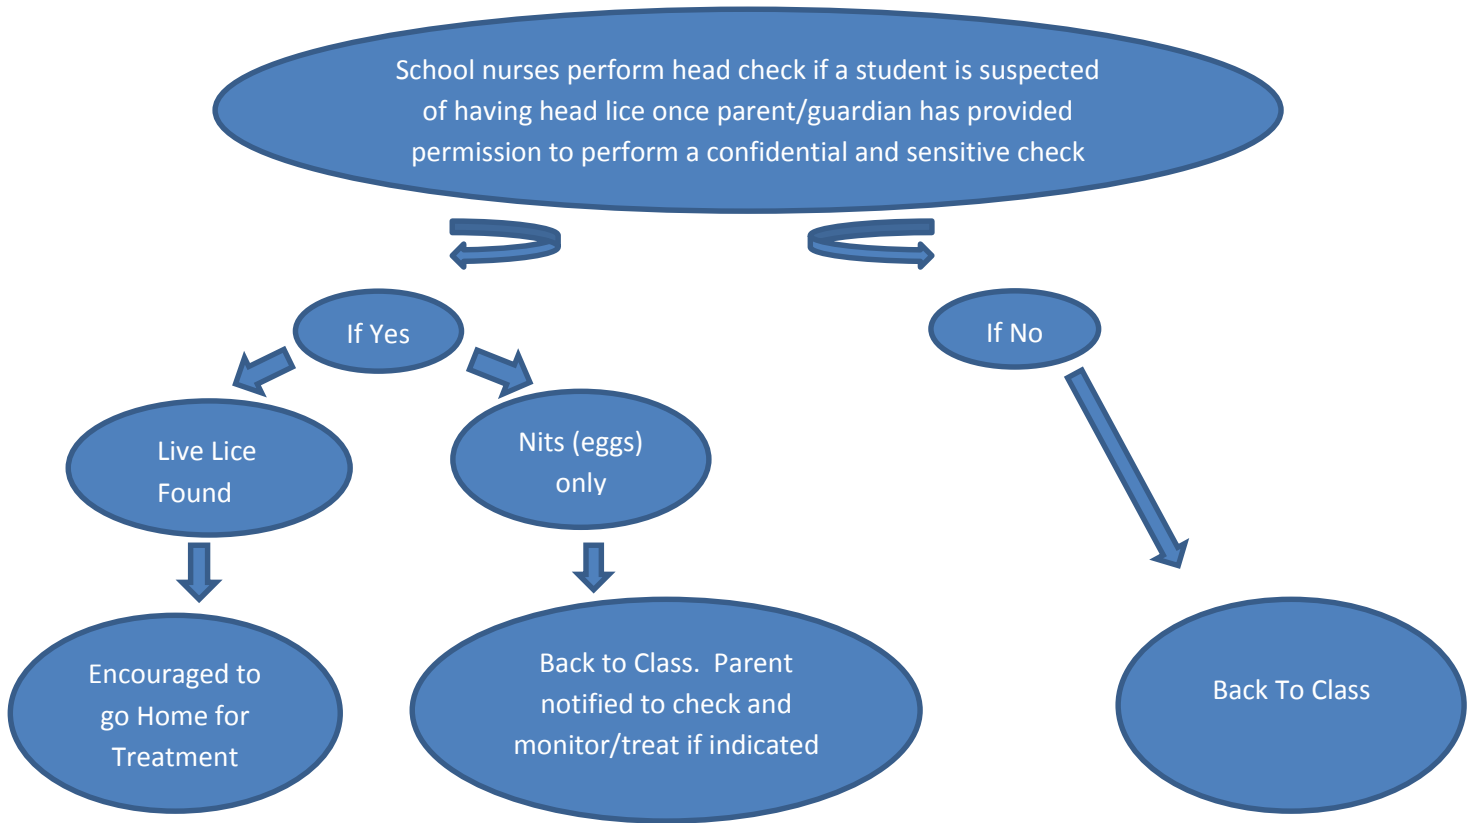 School nurses perform head check if a student is suspected
of having head lice once parent/guardian has provided
permission to perform a confidential and sensitive check
If Yes
If No
Live Lice
Found
Nits (eggs)
only
Encouraged to
go Home for
Treatment
Back to Class.  Parent
notified to check and
monitor/treat if indicated
Back To Class